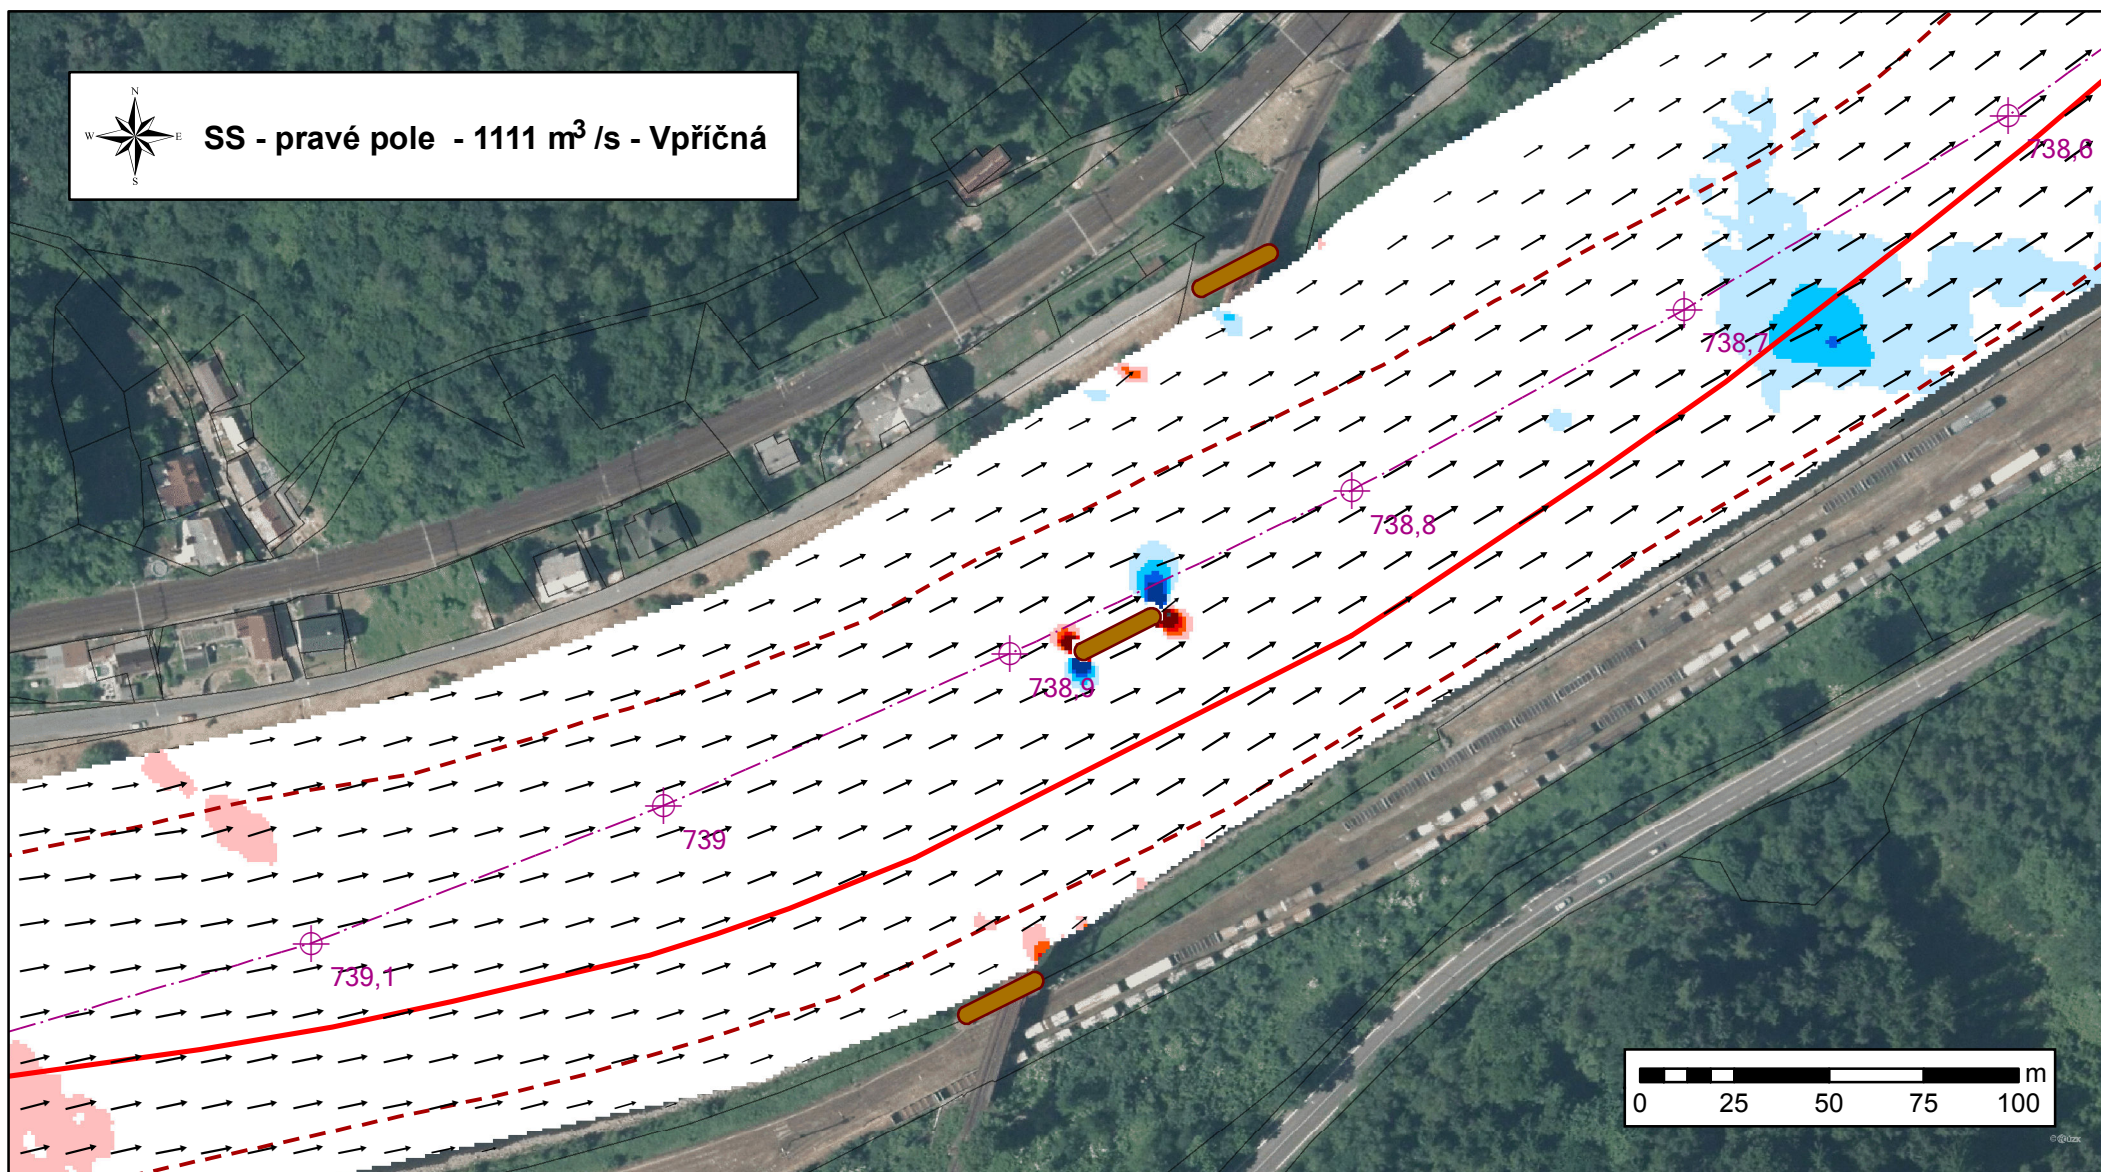 N
W E
S
SS - pravé pole - 1111 m³ /s - Vpříčná
738,6
738,7
738,8
738,9
739
739,1
m
0 25 50 75 100